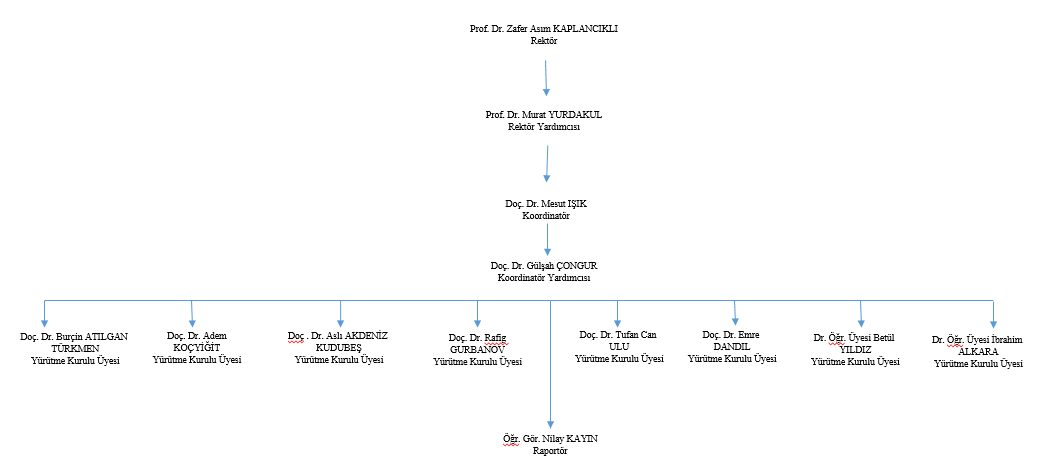 Prof. Dr. Zafer Asım KAPLANCIKLI
Rektör
Prof. Dr. Murat YURDAKUL
Rektör Yardımcısı
Doç. Dr. Mesut IŞIK
Koordinatör
Doç. Dr. Gülşah ÇONGUR
Koordinatör Yardımcısı
Doç. Dr. Burçin ATILGAN
TÜRKMEN
Yürütme Kurulu Üyesi
Doç. Dr. Adem
KOÇYİĞİT
Yürütme Kurulu Üyesi
Doç . Dr. Aslı AKDENİZ
KUDUBEŞ
Yürütme Kurulu Üyesi
Doç. Dr. Rafig
GURBANOV
Yürütme Kurulu Üyesi
Doç. Dr. Tufan Can
ULU
Yürütme Kurulu Üyesi
Doç. Dr. Emre
DANDIL
Yürütme Kurulu Üyesi
Dr. Öğr. Üyesi Betül
YILDIZ
Yürütme Kurulu Üyesi
Dr. Öğr. Üyesi İbrahim
ALKARA
Yürütme Kurulu Üyesi
Öğr. Gör. Nilay KAYIN
Raportör